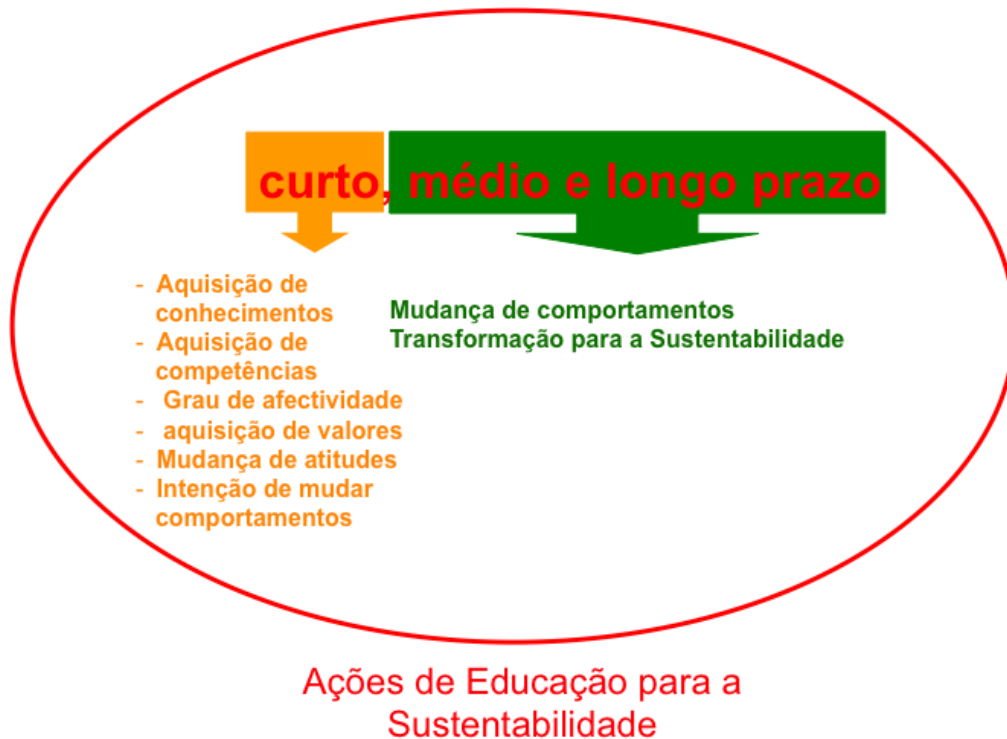 curto, médio e longo prazo
- Aquisição de
conhecimentos
- Aquisição de
competências
- Grau de afectividade
- aquisição de valores
- Mudança de atitudes
- Intenção de mudar
comportamentos
Mudança de comportamentos
Transformação para a Sustentabilidade
Ações de Educação para a
Sustentabilidade